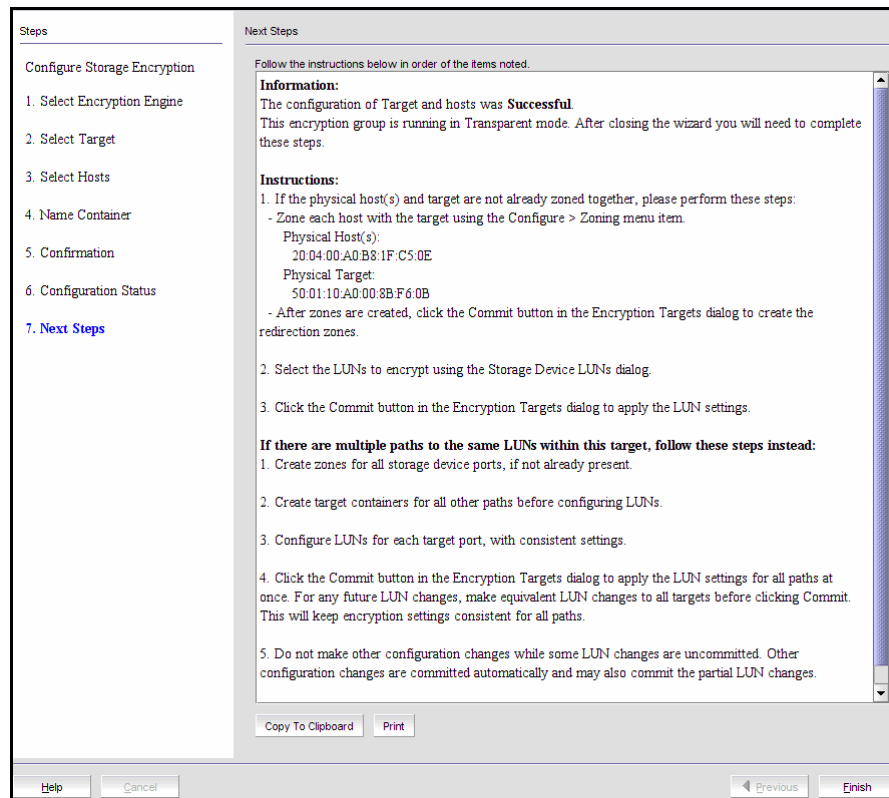 Steps
Configure Storage Encryption
1. Select Encryption Engine
2. Select Target
3. Select Hosts
4. Name Container
5. Confirmation
6. Configuration Status
7. Next Steps
Next Steps
Follow the instructions below in order of the items noted.
Information:
The configuration of Target and hosts was Successful.
This encryption group is running in Transparent mode. After closing the wizard you will need to complete
these steps.
Instructions:
1. If the physical host(s) and target are not already zoned together, please perform these steps:
- Zone each host with the target using the Configure > Zoning menu item.
Physical Host(s):
20:04:00:A0:B8:1F:C5:0E
Physical Target:
50:01:10:A0:00:8B:F6:0B
- After zones are created, click the Commit button in the Encryption Targets dialog to create the
redirection zones.
2. Select the LUNs to encrypt using the Storage Device LUNs dialog.
3. Click the Commit button in the Encryption Targets dialog to apply the LUN settings.
If there are multiple paths to the same LUNs within this target, follow these steps instead:
1. Create zones for all storage device ports, if not already present.
2. Create target containers for all other paths before configuring LUNs.
3. Configure LUNs for each target port, with consistent settings.
4. Click the Commit button in the Encryption Targets dialog to apply the LUN settings for all paths at
once. For any future LUN changes, make equivalent LUN changes to all targets before clicking Commit.
This will keep encryption settings consistent for all paths.
5. Do not make other configuration changes while some LUN changes are uncommitted. Other
configuration changes are committed automatically and may also commit the partial LUN changes.
Copy To Clipboard Print
Help Cancel Previous Finish